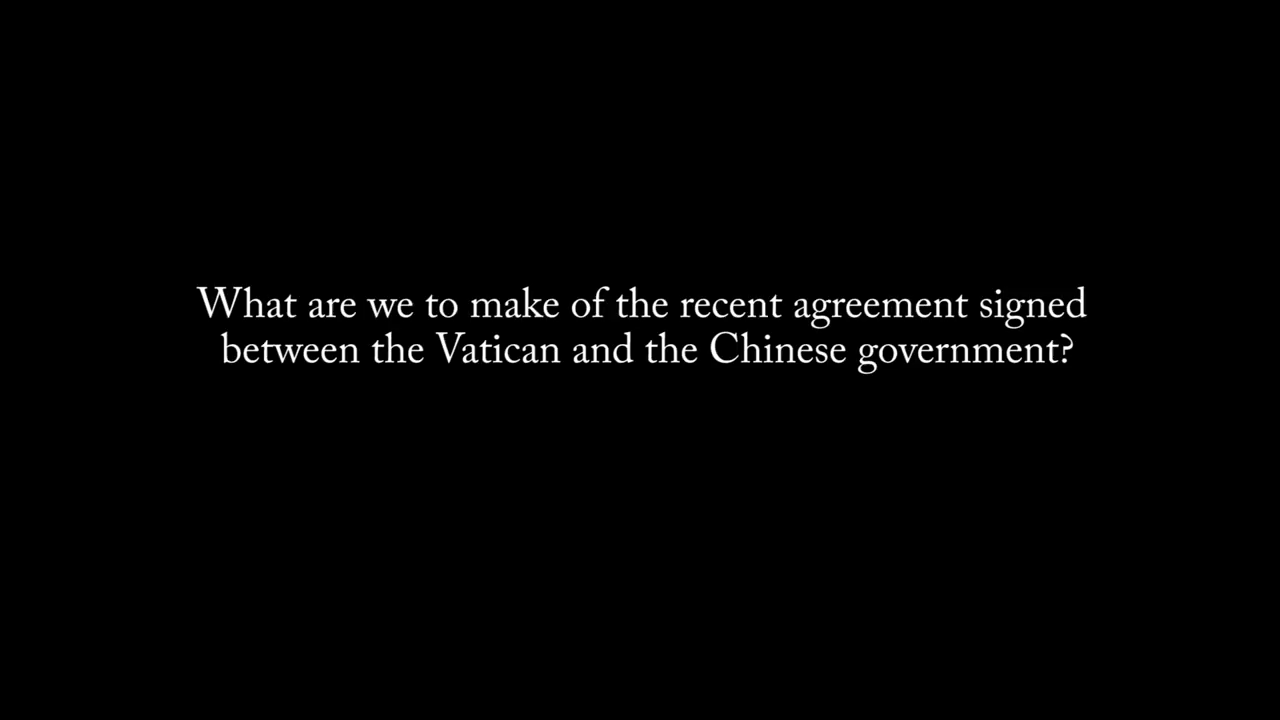 What are we to make of the recent agreement signed
between the Vatican and the Chinese government?